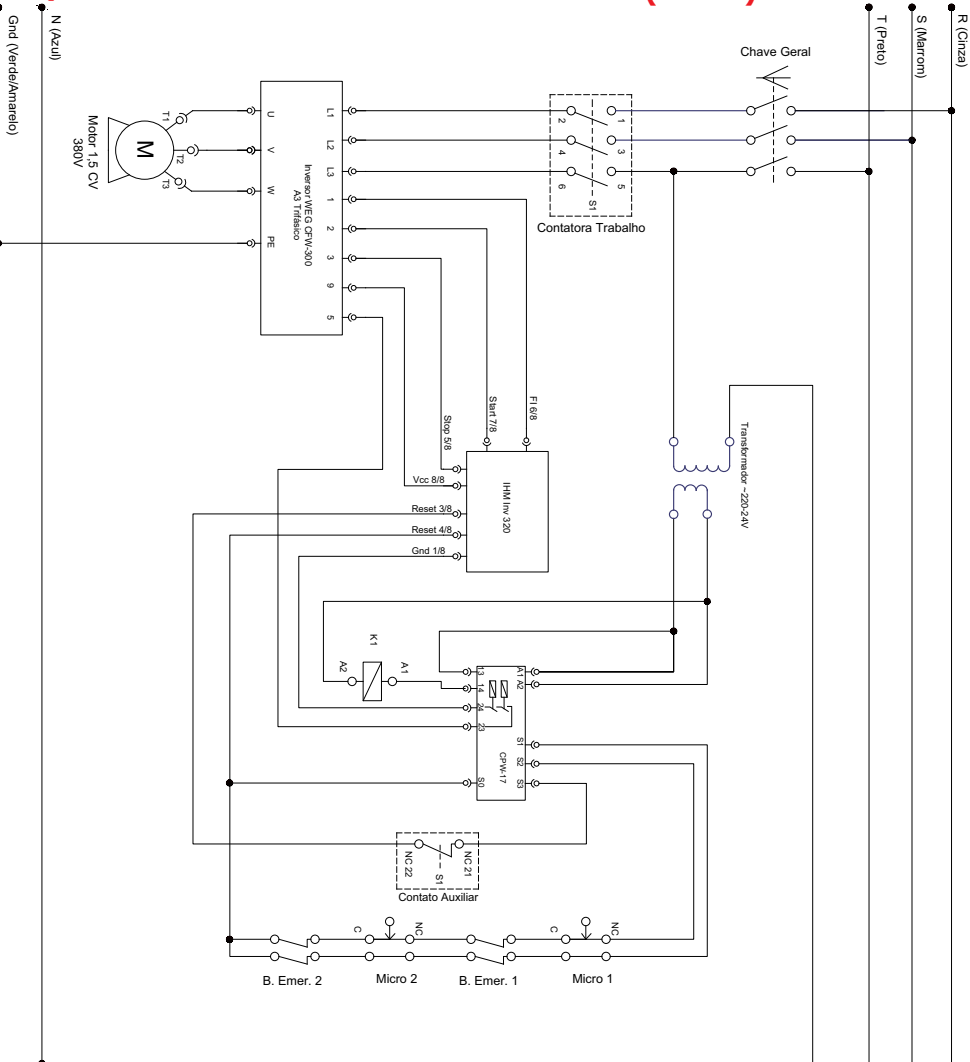 Gnd (Verde/Amarelo)
N (Azul)
T (Preto)
S (Marrom)
R (Cinza)
Chave Geral
Contatora Trabalho
S1
1
2
3
4
5
6
Motor 1,5 CV
380V
M
T1
T2
T3
U
V
W
PE
Inversor WEG CFW-300
A3 Trifásico
L1
L2
L3
1
2
3
9
5
Transformador ~220-24V
FI 6/8
Start 7/8
Stop 5/8
Vcc 8/8
Reset 3/8
Reset 4/8
Gnd 1/8
IHM Inv 320
K1
A2
A1
13
14
24
23
S0
A1
A2
S1
S2
S3
CPW-17
NC 22
NC 21
S1
Contato Auxiliar
C
NC
C
NC
B. Emer. 2
Micro 2
B. Emer. 1
Micro 1